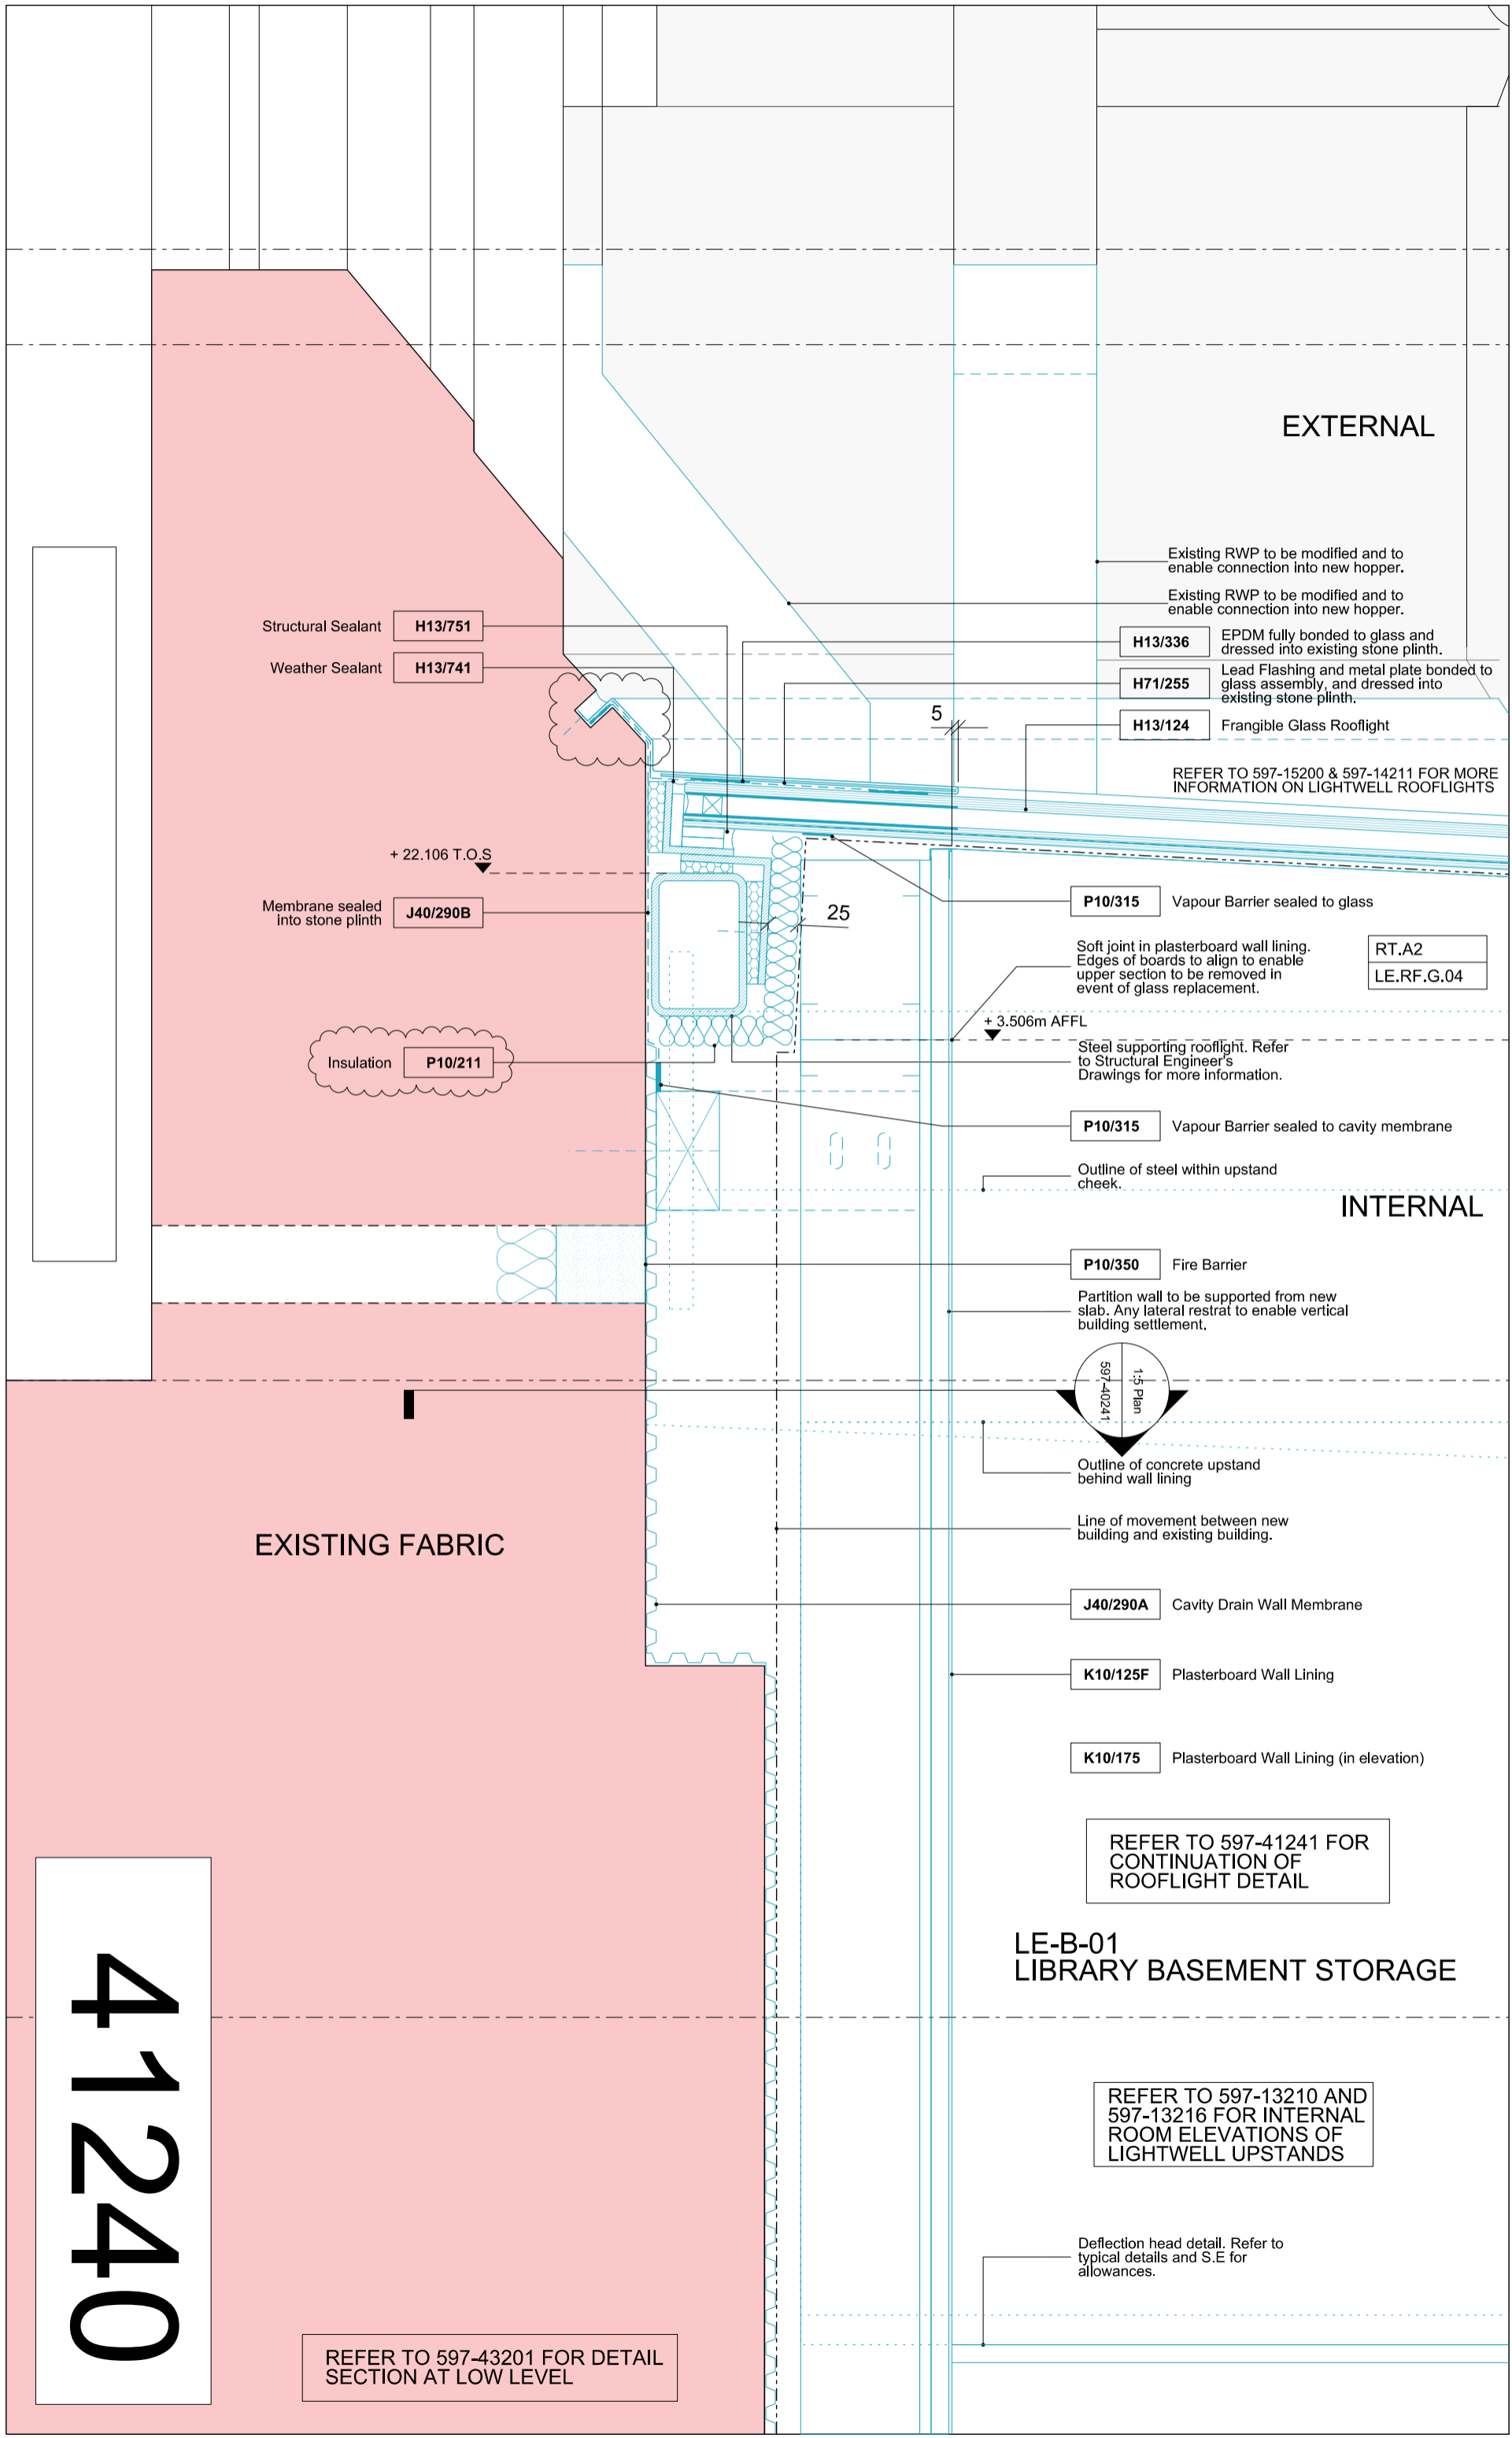 EXTERNAL
Existing RWP to be modified and to
enable connection into new hopper.
Existing RWP to be modified and to
enable connection into new hopper.
Structural Sealant H13/751
Weather Sealant H13/741
H13/336 EPDM fully bonded to glass and
dressed into existing stone plinth.
H71/255 Lead Flashing and metal plate bonded to
glass assembly, and dressed into
existing stone plinth.
5
H13/124 Frangible Glass Rooflight
REFER TO 597-15200 & 597-14211 FOR MORE
INFORMATION ON LIGHTWELL ROOFLIGHTS
+ 22.106 T.O.S
Membrane sealed
into stone plinth
J40/290B
25
P10/315 Vapour Barrier sealed to glass
Soft joint in plasterboard wall lining.
Edges of boards to align to enable
upper section to be removed in
event of glass replacement.
RT.A2
LE.RF.G.04
+ 3.506m AFFL
Insulation P10/211
Steel supporting rooflight. Refer
to Structural Engineer's
Drawings for more information.
P10/315 Vapour Barrier sealed to cavity membrane
Outline of steel within upstand
cheek.
INTERNAL
P10/350 Fire Barrier
Partition wall to be supported from new
slab. Any lateral restrat to enable vertical
building settlement.
1:5 Plan
597-40241
Outline of concrete upstand
behind wall lining
EXISTING FABRIC
Line of movement between new
building and existing building.
J40/290A Cavity Drain Wall Membrane
K10/125F Plasterboard Wall Lining
K10/175 Plasterboard Wall Lining (in elevation)
REFER TO 597-41241 FOR
CONTINUATION OF
ROOFLIGHT DETAIL
LE-B-01
LIBRARY BASEMENT STORAGE
41240
REFER TO 597-13210 AND
597-13216 FOR INTERNAL
ROOM ELEVATIONS OF
LIGHTWELL UPSTANDS
Deflection head detail. Refer to
typical details and S.E for
allowances.
REFER TO 597-43201 FOR DETAIL
SECTION AT LOW LEVEL